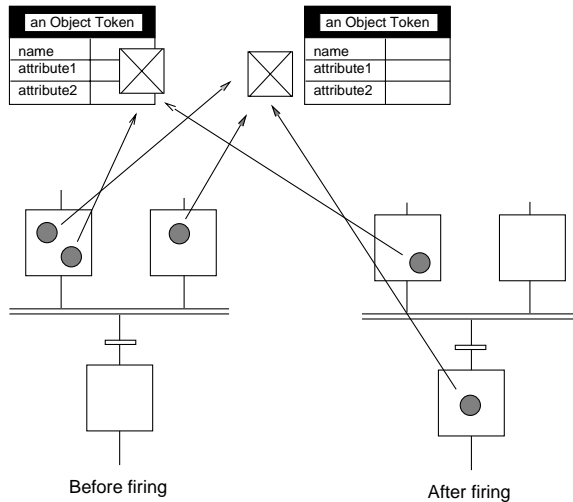 an Object Token
name
attribute1
attribute2
an Object Token
name
attribute1
attribute2
Before firing
After firing